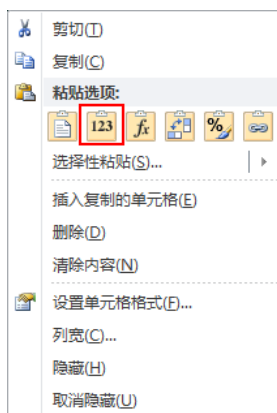 剪切(T)
复制(C)
粘贴选项:
123 fx %
选择性粘贴(S)...
插入复制的单元格(E)
删除(D)
清除内容(N)
设置单元格格式(F)...
列宽(C)...
隐藏(H)
取消隐藏(U)